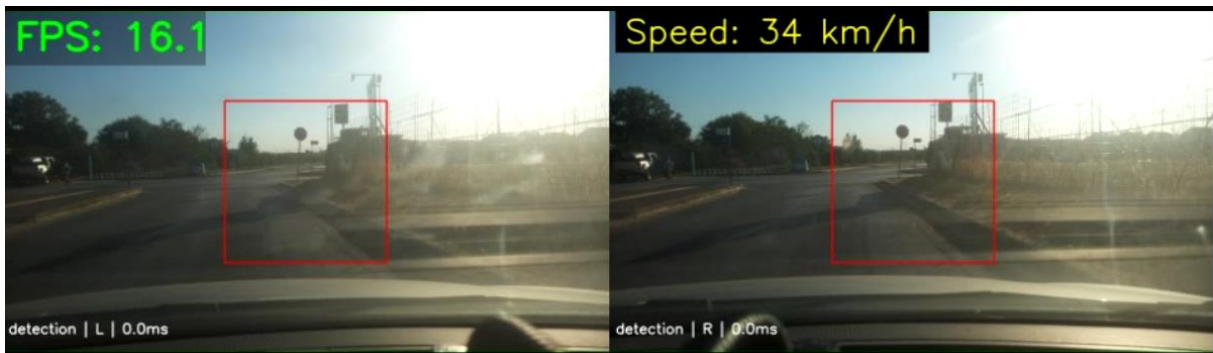 FPS: 16.1
Speed: 34 km/h
detection | L | 0.0ms
detection | R | 0.0ms